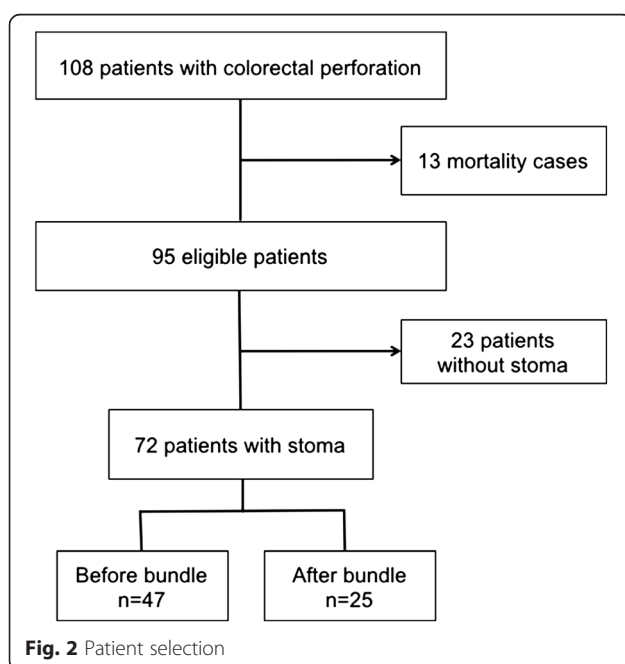 108 patients with colorectal perforation
13 mortality cases
95 eligible patients
23 patients
without stoma
72 patients with stoma
Before bundle
n=47
After bundle
n=25
Fig. 2 Patient selection